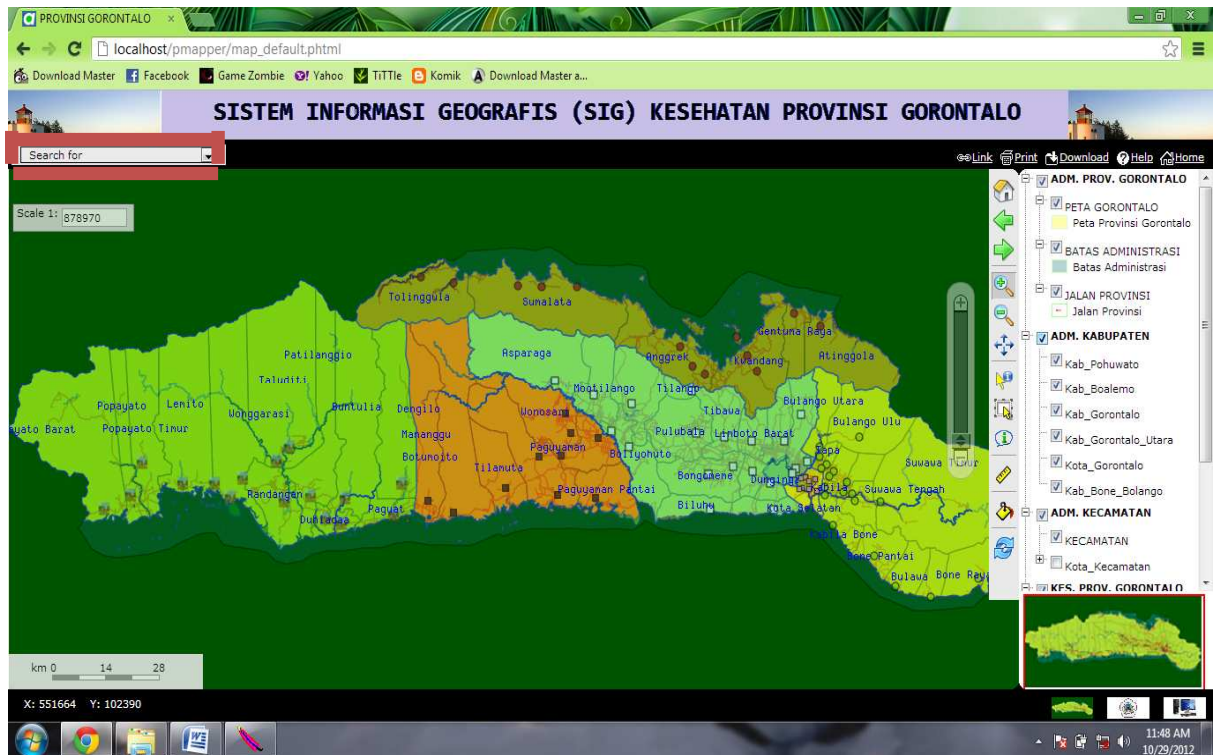 PROVINSI GORONTALO
localhost/pmapper/map_default.phtml
Download Master Facebook Game Zombie Yahoo TiTTle Komik Download Master a...
SISTEM INFORMASI GEOGRAFIS (SIG) KESEHATAN PROVINSI GORONTALO
Search for
Link Print Download Help Home
Scale 1: 878970
Tolinggula
Sumalata
Gentuma Raya
Patilanggio
Asparaga
Anggrek
Kwandang
Atinggola
Taluditi
Mootilango
Tilango
Popayato
Lemito
Wonggarasi
Buntulia
Dengilo
Wonosari
Tibawa
Bulango Utara
Bulango Ulu
Popayato Timur
Mananggu
Pulubala
Limboto Barat
Botumoito
Paguyaman
Boliyohuto
Tilamuta
Bongomeme
Dungingi
Suwawa Timur
Randangan
Paguyaman Pantai
Suwawa Tengah
Duhiadaa
Paguat
Biluhu
Kota Selatan
Kabila Bone
Bone Pantai
Bulawa
Bone Raya
ADM. PROV. GORONTALO
PETA GORONTALO
Peta Provinsi Gorontalo
BATAS ADMINISTRASI
Batas Administrasi
JALAN PROVINSI
Jalan Provinsi
ADM. KABUPATEN
Kab_Pohuwato
Kab_Boalemo
Kab_Gorontalo
Kab_Gorontalo_Utara
Kota_Gorontalo
Kab_Bone_Bolango
ADM. KECAMATAN
KECAMATAN
Kota_Kecamatan
KES. PROV. GORONTALO
km 0 14 28
X: 551664 Y: 102390
11:48 AM
10/29/2012